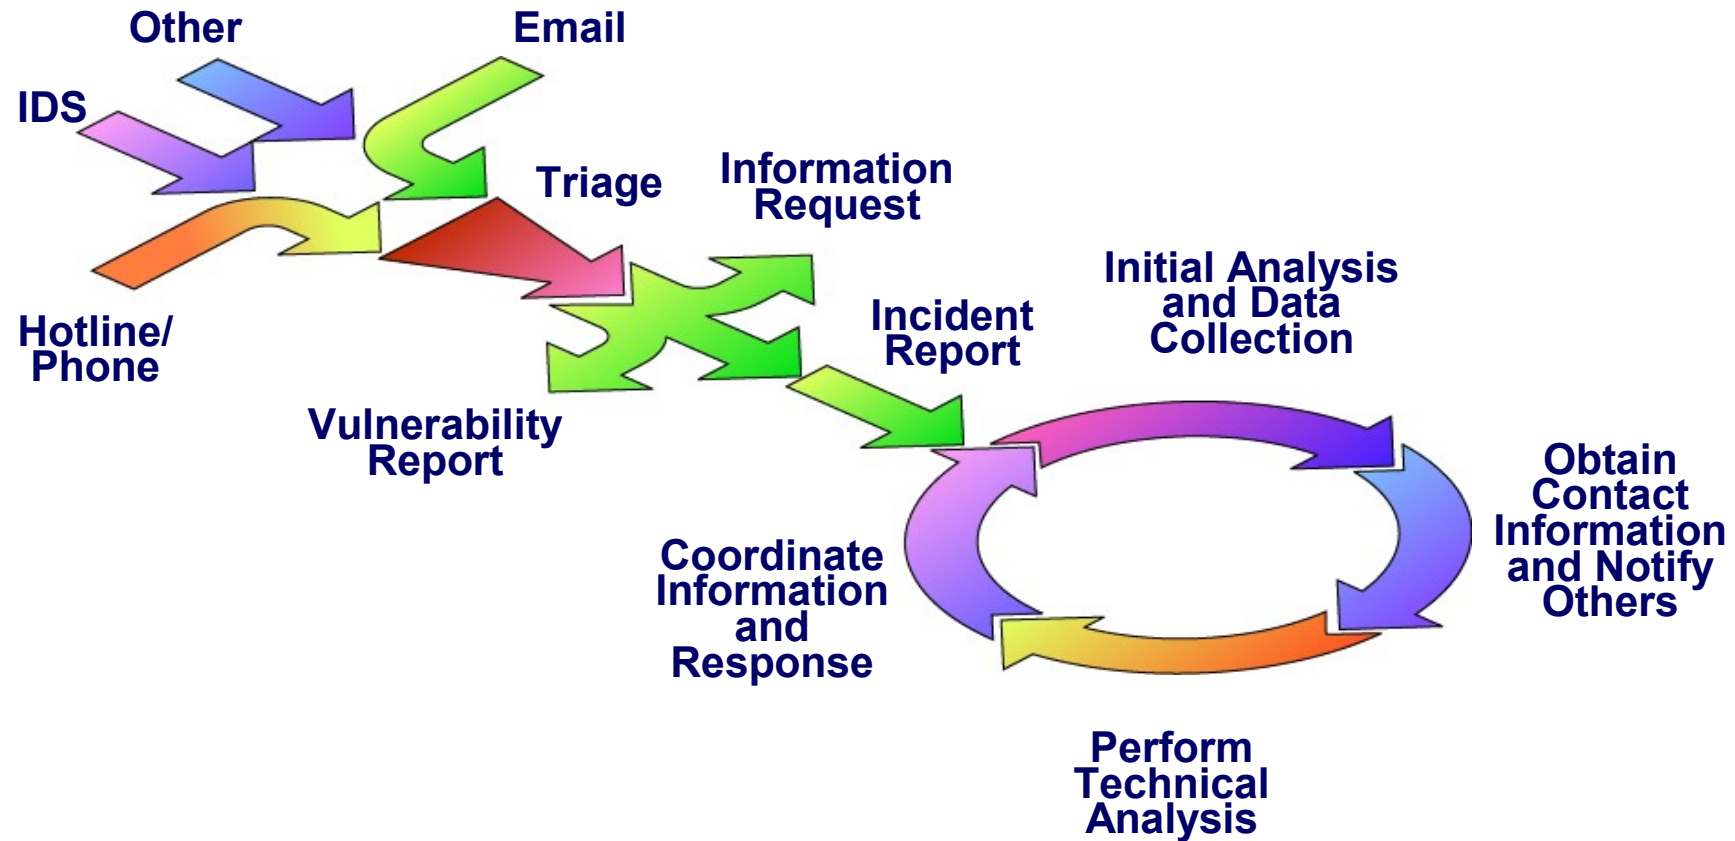 Other
Email
IDS
Triage
Information
Request
Hotline/
Phone
Initial Analysis
and Data
Collection
Incident
Report
Vulnerability
Report
Obtain
Contact
Information
and Notify
Others
Coordinate
Information
and
Response
Perform
Technical
Analysis